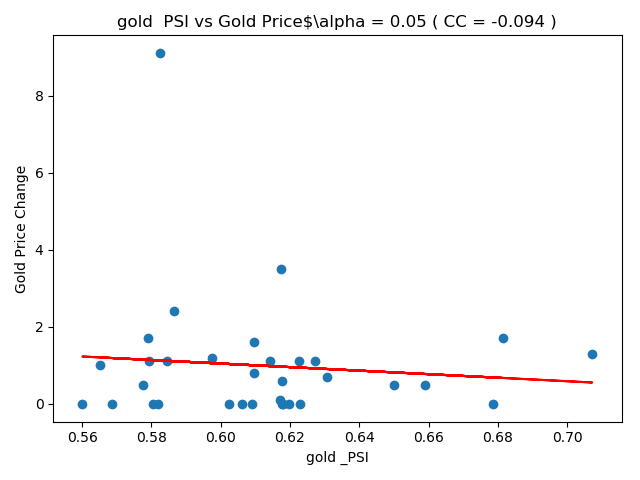 gold  PSI vs Gold Price$\alpha = 0.05 ( CC = -0.094 )
Gold Price Change
8
6
4
2
0
0.56 0.58 0.60 0.62 0.64 0.66 0.68 0.70
gold _PSI